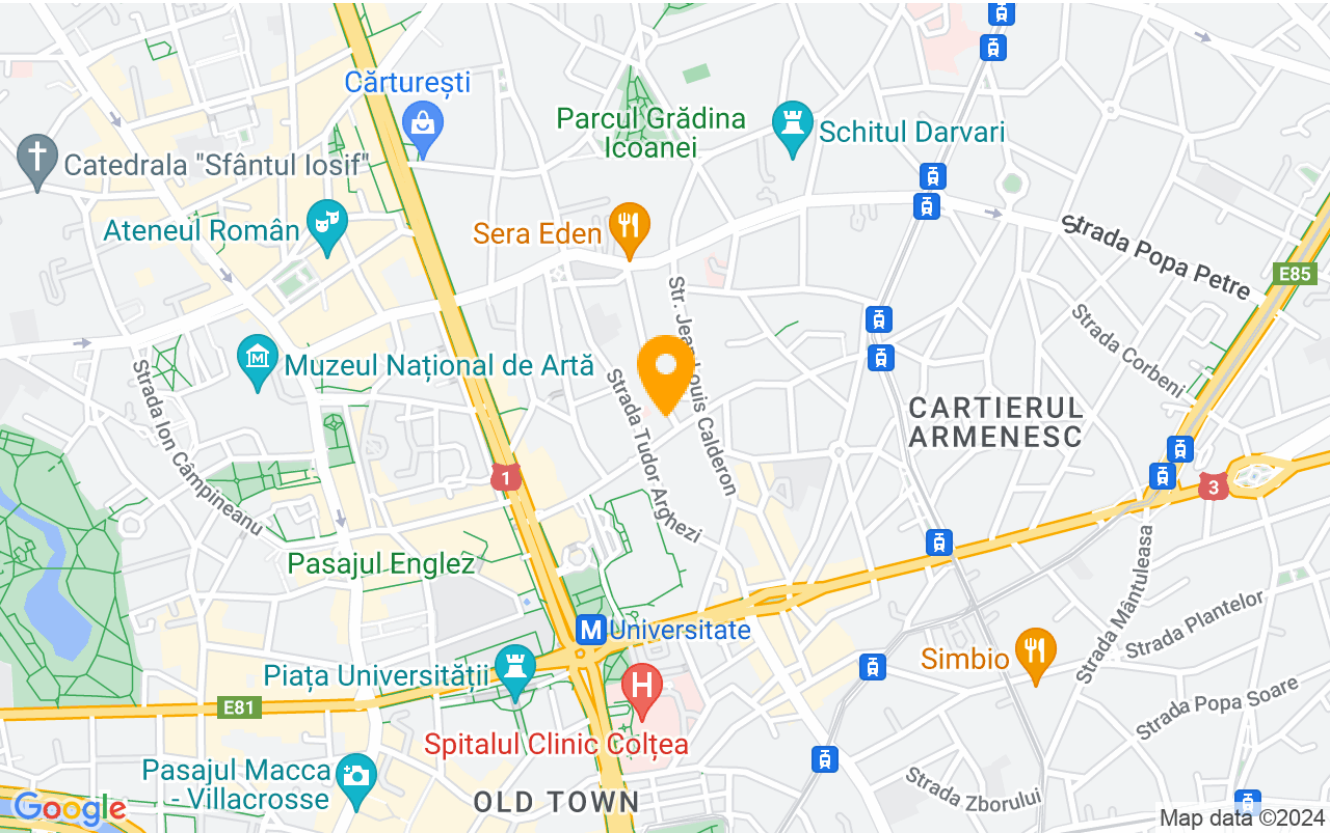 Cărturești
Parcul Grădina
Icoanei
Schitul Darvari
Catedrala "Sfântul Iosif"
Ateneul Român
Sera Eden
Strada Popa Petre
E85
Str. Jean Louis Calderon
Strada Corbeni
Muzeul Național de Artă
Strada Ion Câmpineanu
Strada Tudor Arghezi
CARTIERUL
ARMENESC
1
3
Pasajul Englez
M
Universitate
Strada Mântuleasa
Strada Plantelor
Simbio
Piața Universității
H
E81
Strada Popa Soare
Spitalul Clinic Colțea
Pasajul Macca
- Villacrosse
OLD TOWN
Strada Zborului
Google
Map data ©2024